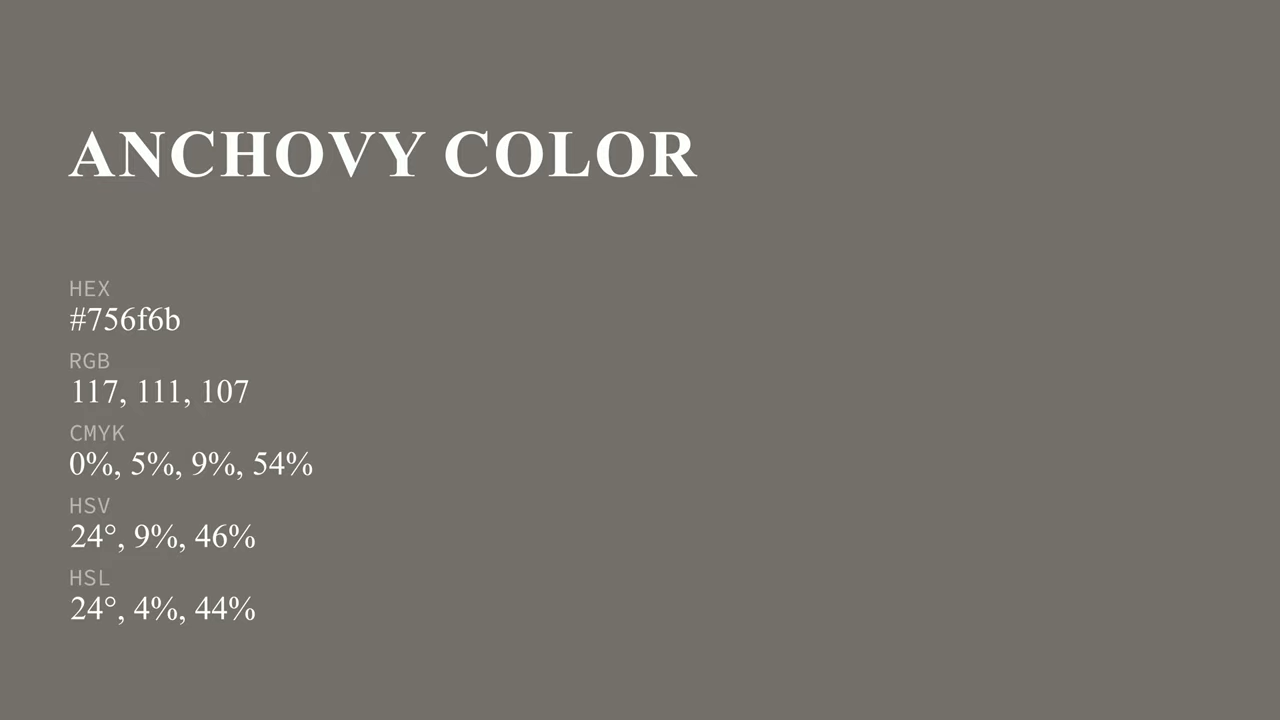 ANCHOVY COLOR
HEX
#756f6b
RGB
117, 111, 107
CMYK
0%, 5%, 9%, 54%
HSV
24°, 9%, 46%
HSL
24°, 4%, 44%